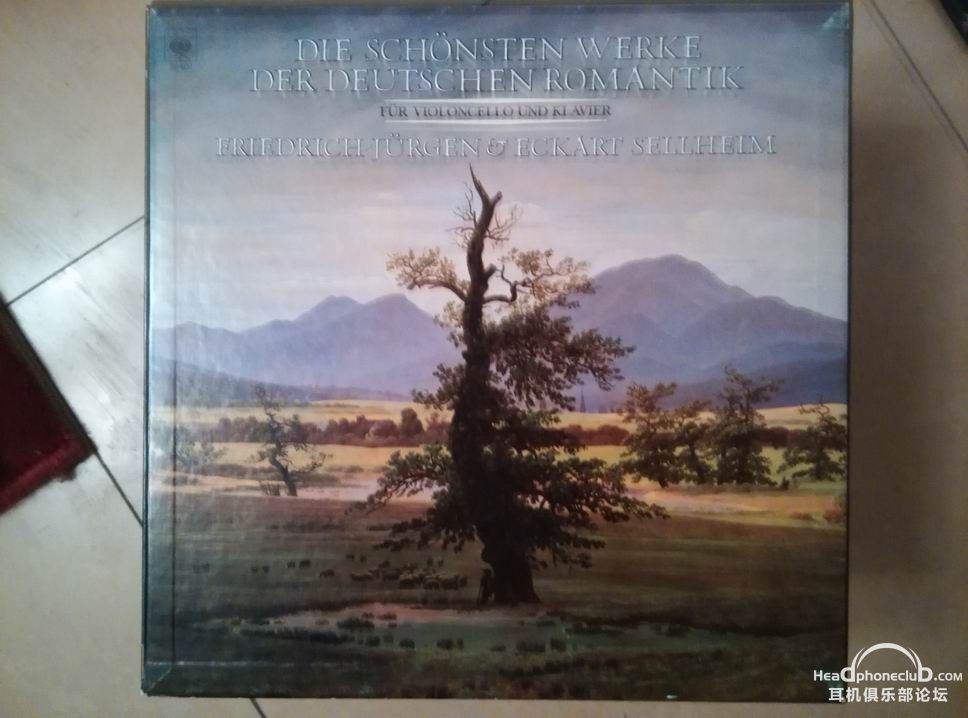 DIE SCHÖNSTEN WERKE
DER DEUTSCHEN ROMANTIK
FÜR VIOLONCELLO UND KLAVIER
FRIEDRICH-JÜRGEN & ECKART SELLHEIM
HeadphoneclubD.com
耳机俱乐部论坛